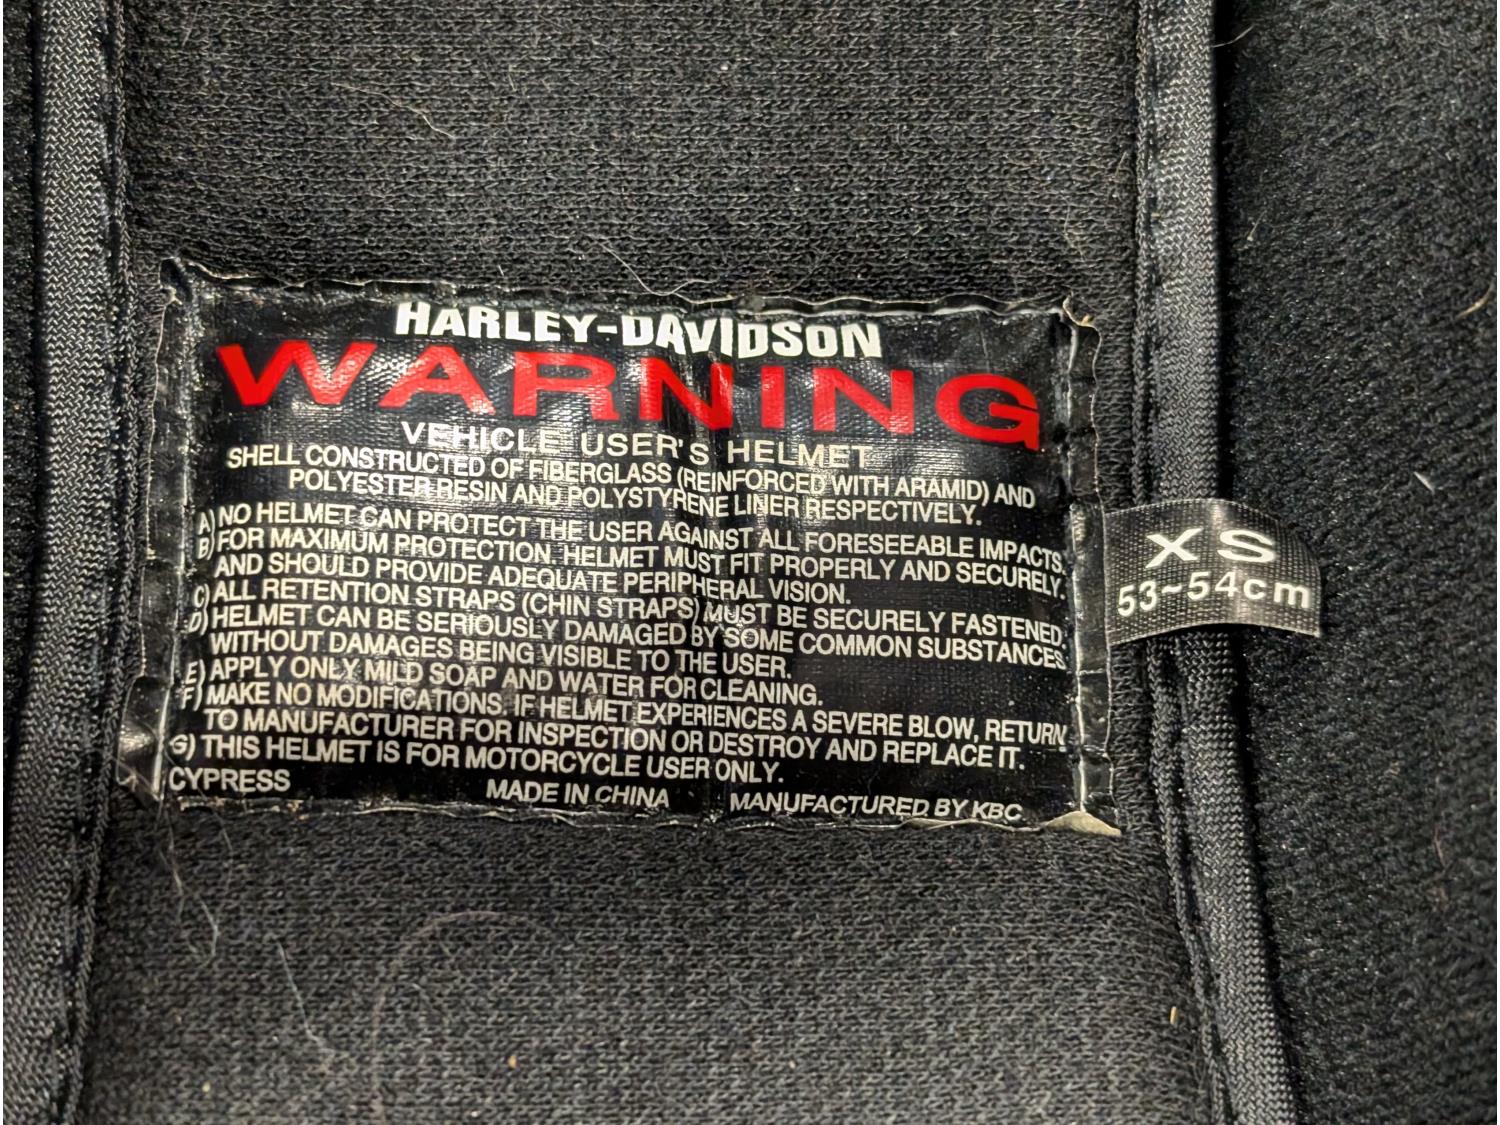 HARLEY-DAVIDSON
WARNING
VEHICLE USER'S HELMET
SHELL CONSTRUCTED OF FIBERGLASS (REINFORCED WITH ARAMID) AND
POLYESTER RESIN AND POLYSTYRENE LINER RESPECTIVELY.
A) NO HELMET CAN PROTECT THE USER AGAINST ALL FORESEEABLE IMPACTS.
B) FOR MAXIMUM PROTECTION. HELMET MUST FIT PROPERLY AND SECURELY.
AND SHOULD PROVIDE ADEQUATE PERIPHERAL VISION.
C) ALL RETENTION STRAPS (CHIN STRAPS) MUST BE SECURELY FASTENED.
D) HELMET CAN BE SERIOUSLY DAMAGED BY SOME COMMON SUBSTANCES
WITHOUT DAMAGES BEING VISIBLE TO THE USER.
E) APPLY ONLY MILD SOAP AND WATER FOR CLEANING.
F) MAKE NO MODIFICATIONS. IF HELMET EXPERIENCES A SEVERE BLOW, RETURN
TO MANUFACTURER FOR INSPECTION OR DESTROY AND REPLACE IT.
G) THIS HELMET IS FOR MOTORCYCLE USER ONLY.
CYPRESS MADE IN CHINA MANUFACTURED BY KBC
XS
53~54cm